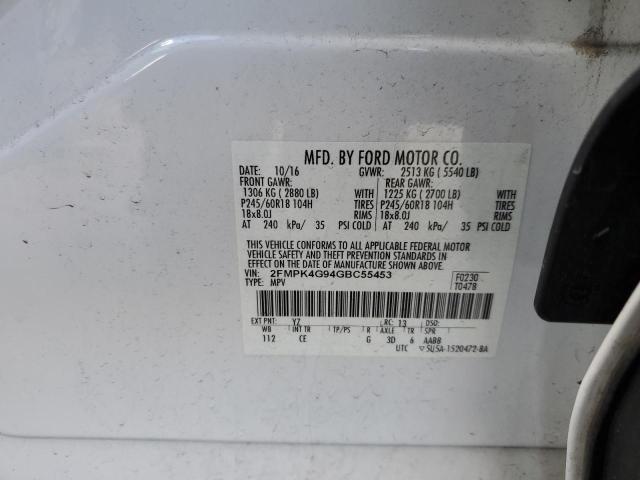 MFD. BY FORD MOTOR CO.
DATE: 10/16 GVWR: 2513 KG ( 5540 LB)
FRONT GAWR: REAR GAWR:
1306 KG ( 2880 LB) WITH 1225 KG ( 2700 LB) WITH
P245/60R18 104H TIRES P245/60R18 104H TIRES
18x8.0J RIMS 18x8.0J RIMS
AT 240 kPa/ 35 PSI COLD AT 240 kPa/ 35 PSI COLD
THIS VEHICLE CONFORMS TO ALL APPLICABLE FEDERAL MOTOR
VEHICLE SAFETY AND THEFT PREVENTION STANDARDS IN
EFFECT ON THE DATE OF MANUFACTURE SHOWN ABOVE.
VIN: 2FMPK4G94GBC55453 F0230
TYPE: MPV T0478
EXT PNT: Y7 RC: 13 DSO:
WB INT TR TP/PS R AXLE TR SPR
112 CE G 3D 6 AABB
UTC ▽5U5A-1520472-BA